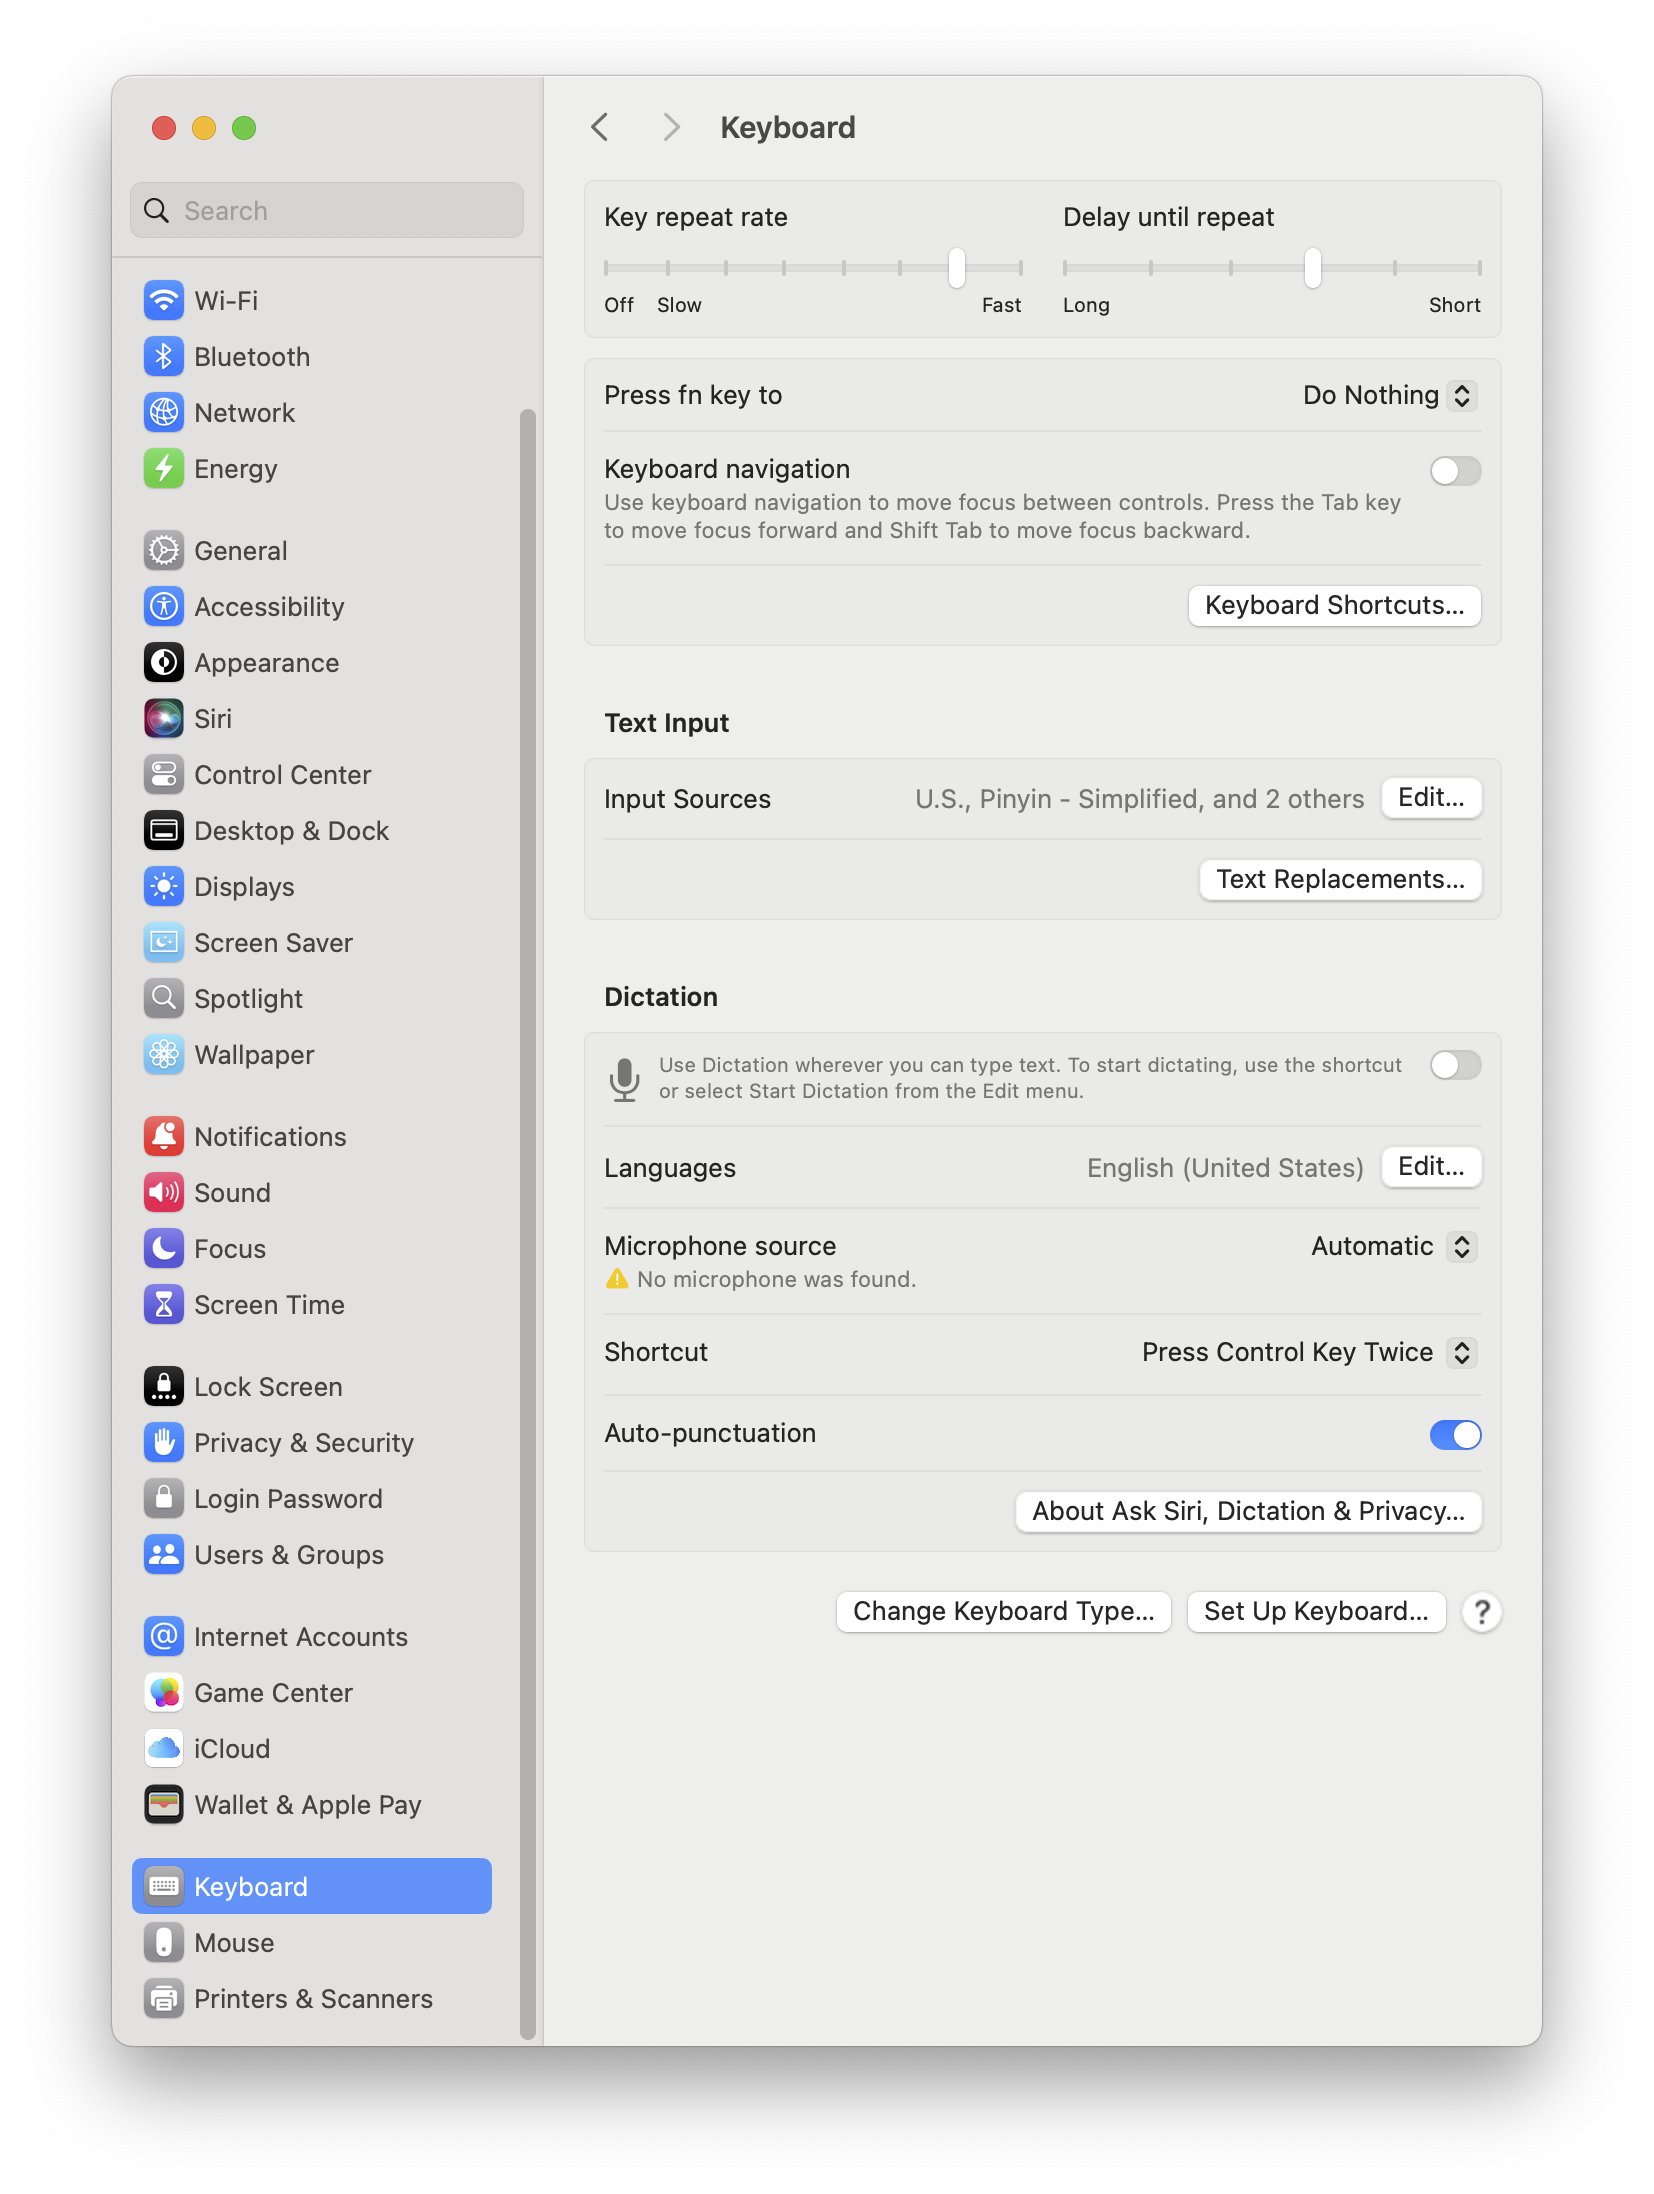 Search
Wi-Fi
Bluetooth
Network
Energy
General
Accessibility
Appearance
Siri
Control Center
Desktop & Dock
Displays
Screen Saver
Spotlight
Wallpaper
Notifications
Sound
Focus
Screen Time
Lock Screen
Privacy & Security
Login Password
Users & Groups
Internet Accounts
Game Center
iCloud
Wallet & Apple Pay
Keyboard
Mouse
Printers & Scanners
Keyboard
Key repeat rate
Off Slow Fast
Delay until repeat
Long Short
Press fn key to Do Nothing
Keyboard navigation
Use keyboard navigation to move focus between controls. Press the Tab key
to move focus forward and Shift Tab to move focus backward.
Keyboard Shortcuts...
Text Input
Input Sources U.S., Pinyin - Simplified, and 2 others Edit...
Text Replacements...
Dictation
Use Dictation wherever you can type text. To start dictating, use the shortcut
or select Start Dictation from the Edit menu.
Languages English (United States) Edit...
Microphone source Automatic
No microphone was found.
Shortcut Press Control Key Twice
Auto-punctuation
About Ask Siri, Dictation & Privacy...
Change Keyboard Type... Set Up Keyboard... ?